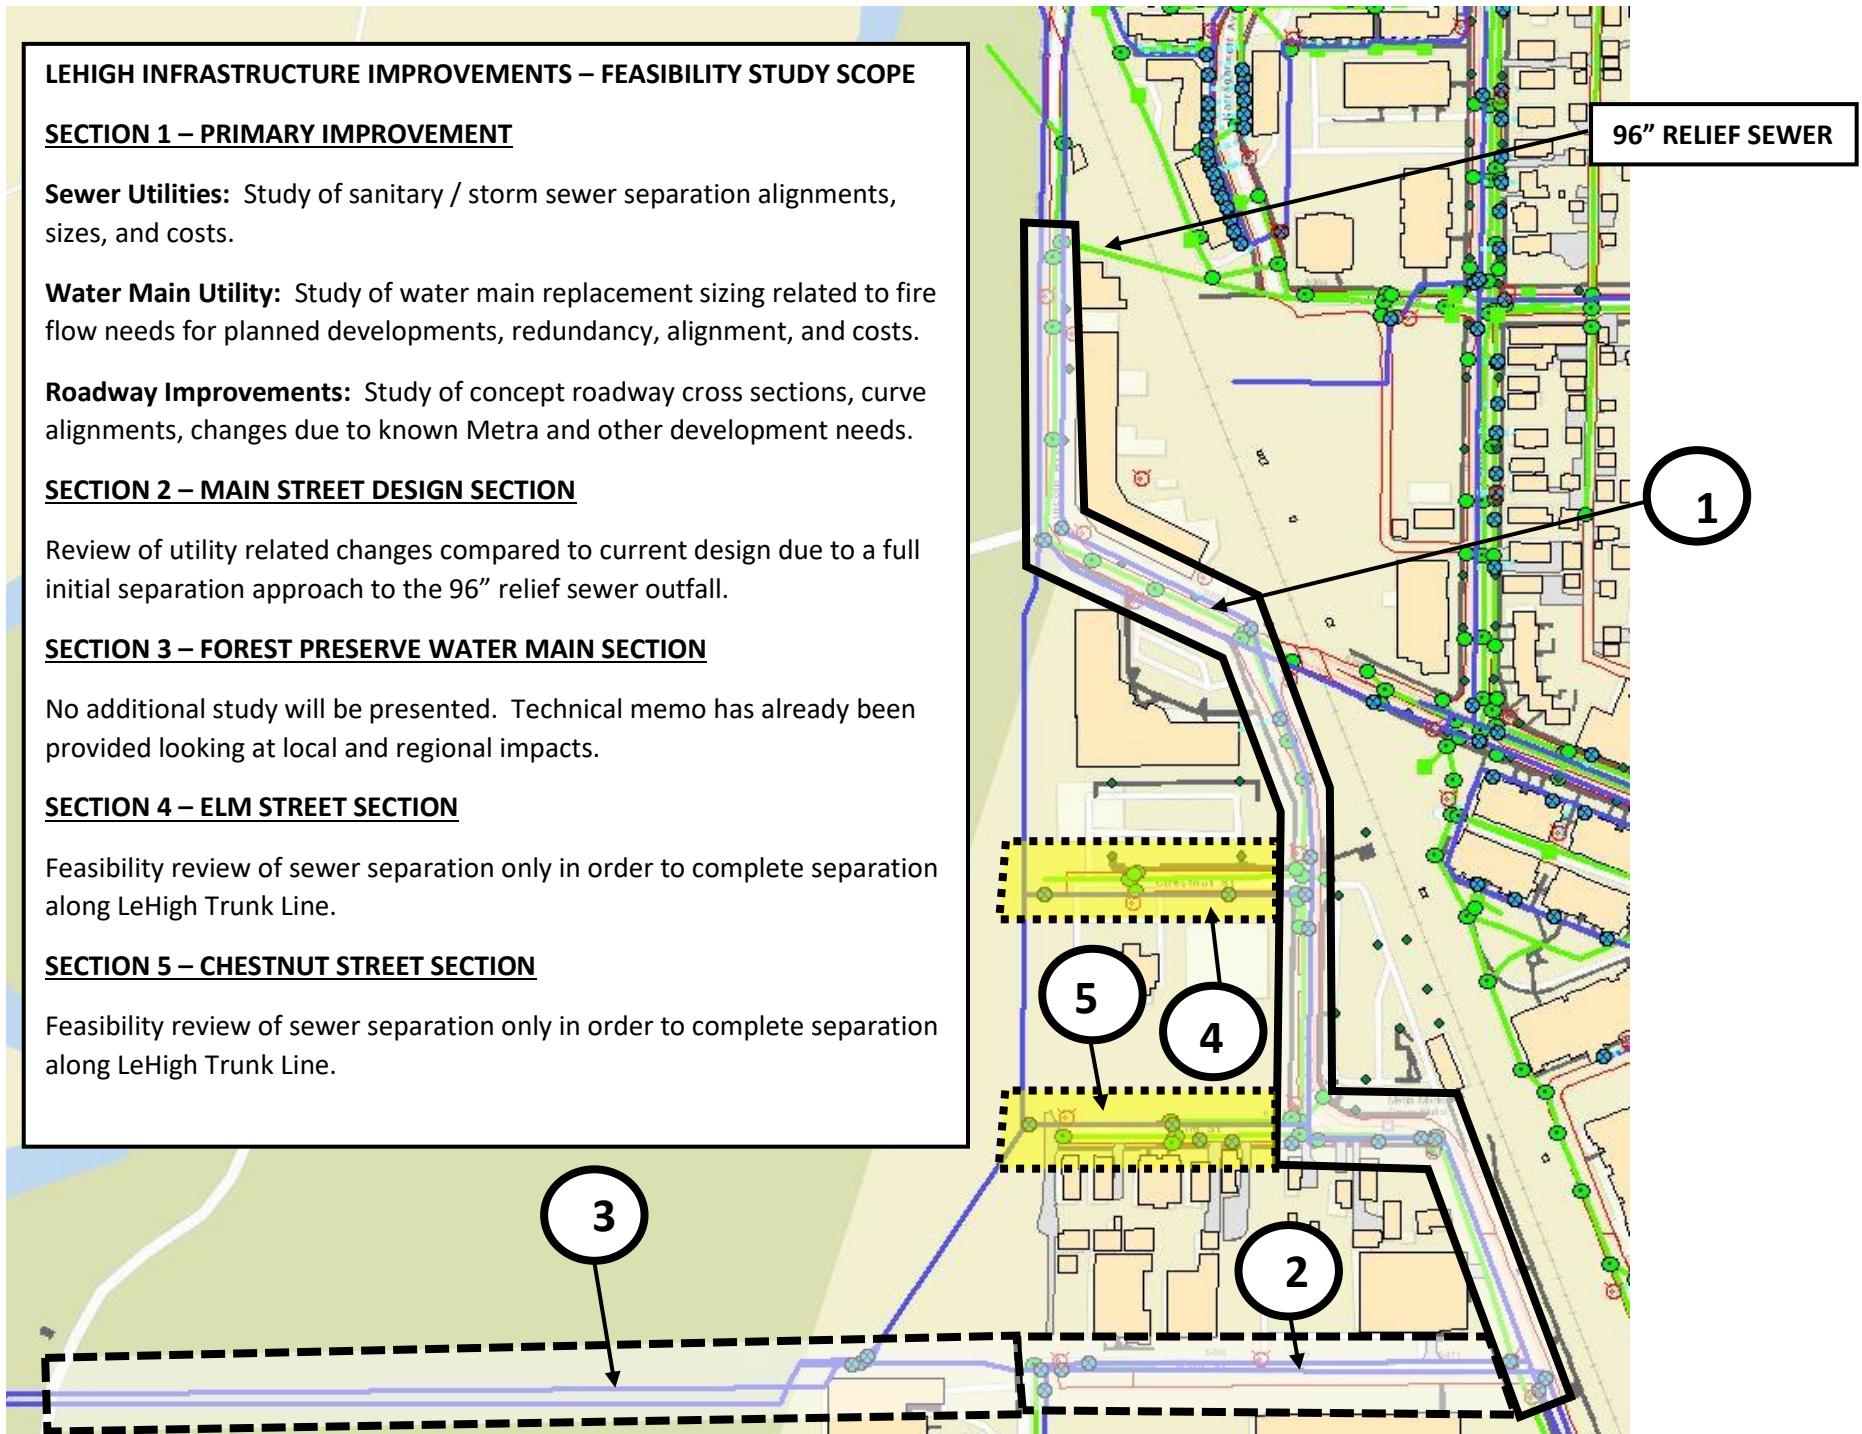 LEHIGH INFRASTRUCTURE IMPROVEMENTS – FEASIBILITY STUDY SCOPE
SECTION 1 – PRIMARY IMPROVEMENT
Sewer Utilities: Study of sanitary / storm sewer separation alignments,
sizes, and costs.
Water Main Utility: Study of water main replacement sizing related to fire
flow needs for planned developments, redundancy, alignment, and costs.
Roadway Improvements: Study of concept roadway cross sections, curve
alignments, changes due to known Metra and other development needs.
SECTION 2 – MAIN STREET DESIGN SECTION
Review of utility related changes compared to current design due to a full
initial separation approach to the 96” relief sewer outfall.
SECTION 3 – FOREST PRESERVE WATER MAIN SECTION
No additional study will be presented. Technical memo has already been
provided looking at local and regional impacts.
SECTION 4 – ELM STREET SECTION
Feasibility review of sewer separation only in order to complete separation
along LeHigh Trunk Line.
SECTION 5 – CHESTNUT STREET SECTION
Feasibility review of sewer separation only in order to complete separation
along LeHigh Trunk Line.
96” RELIEF SEWER
1
Chestnut St
5
4
3
2